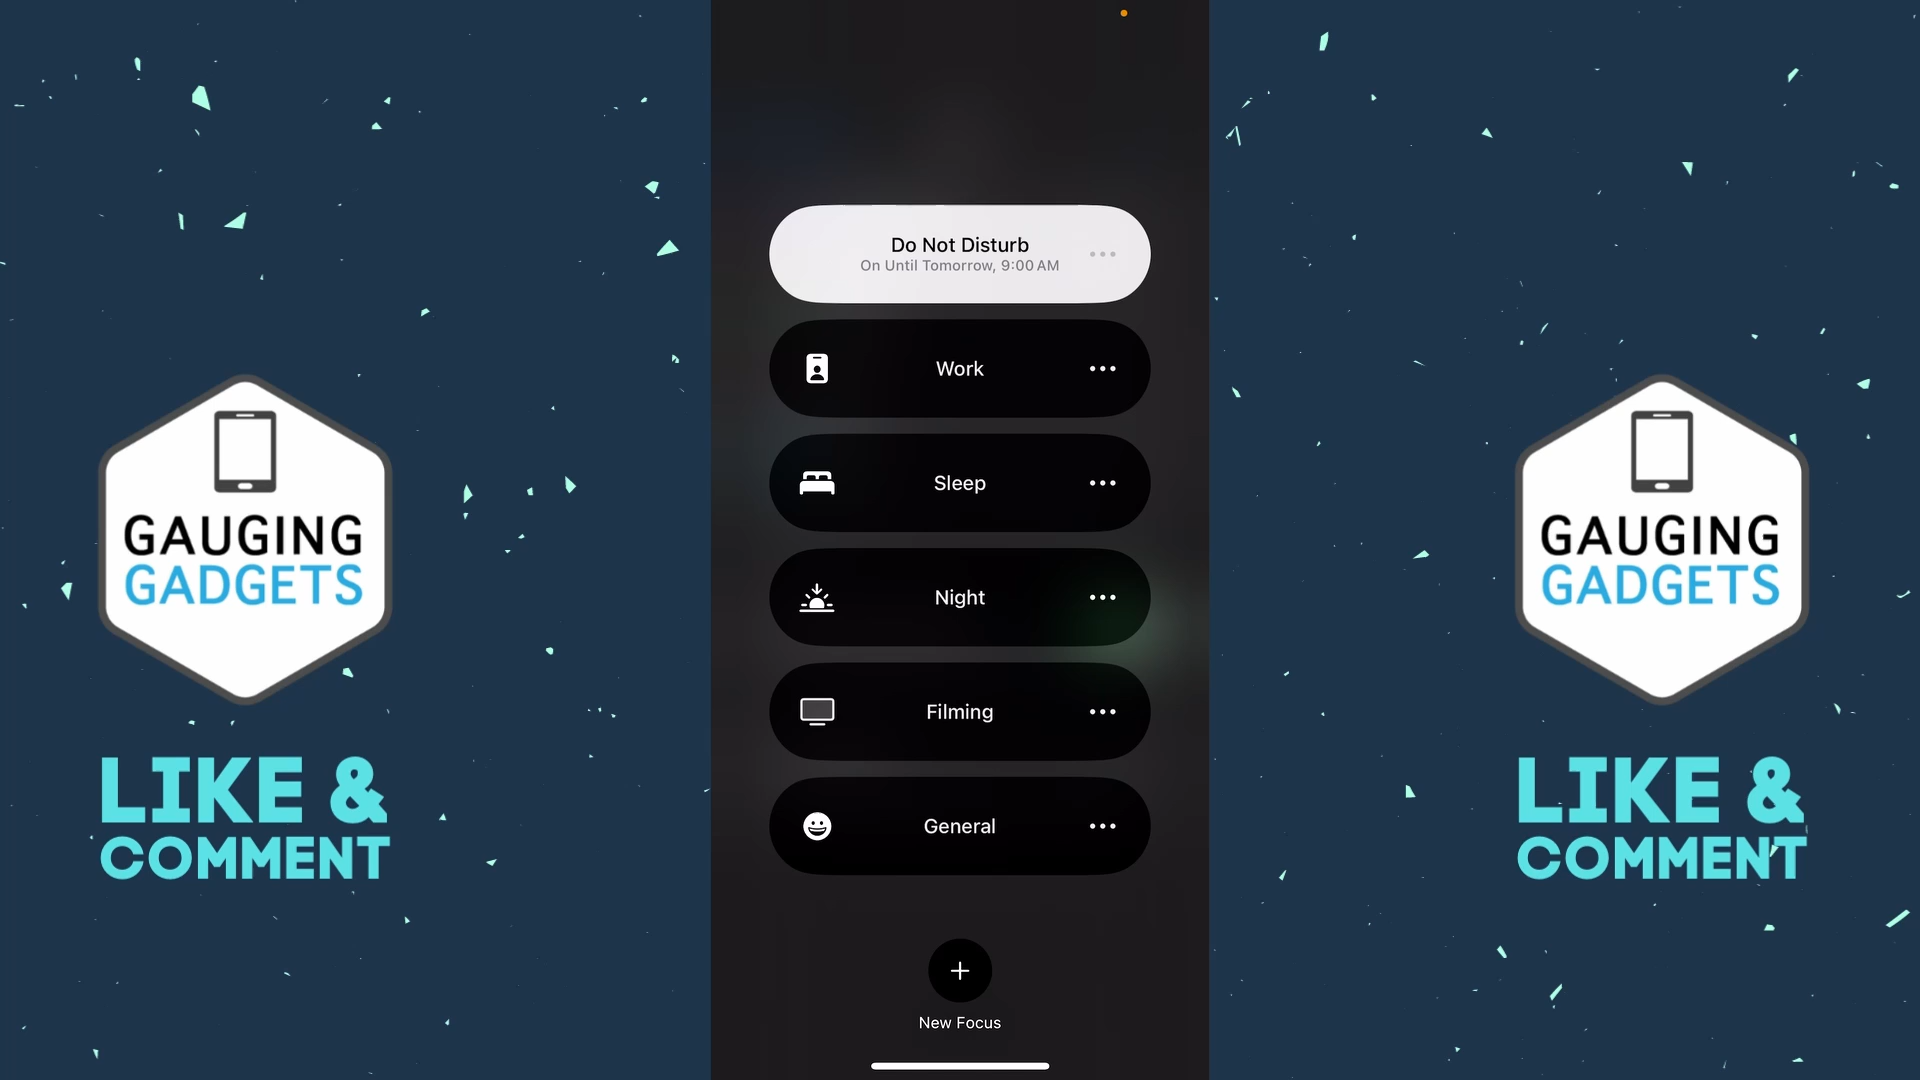 GAUGING
GADGETS
LIKE &
COMMENT
Do Not Disturb
On Until Tomorrow, 9:00 AM
Work
Sleep
Night
Filming
General
New Focus
GAUGING
GADGETS
LIKE &
COMMENT